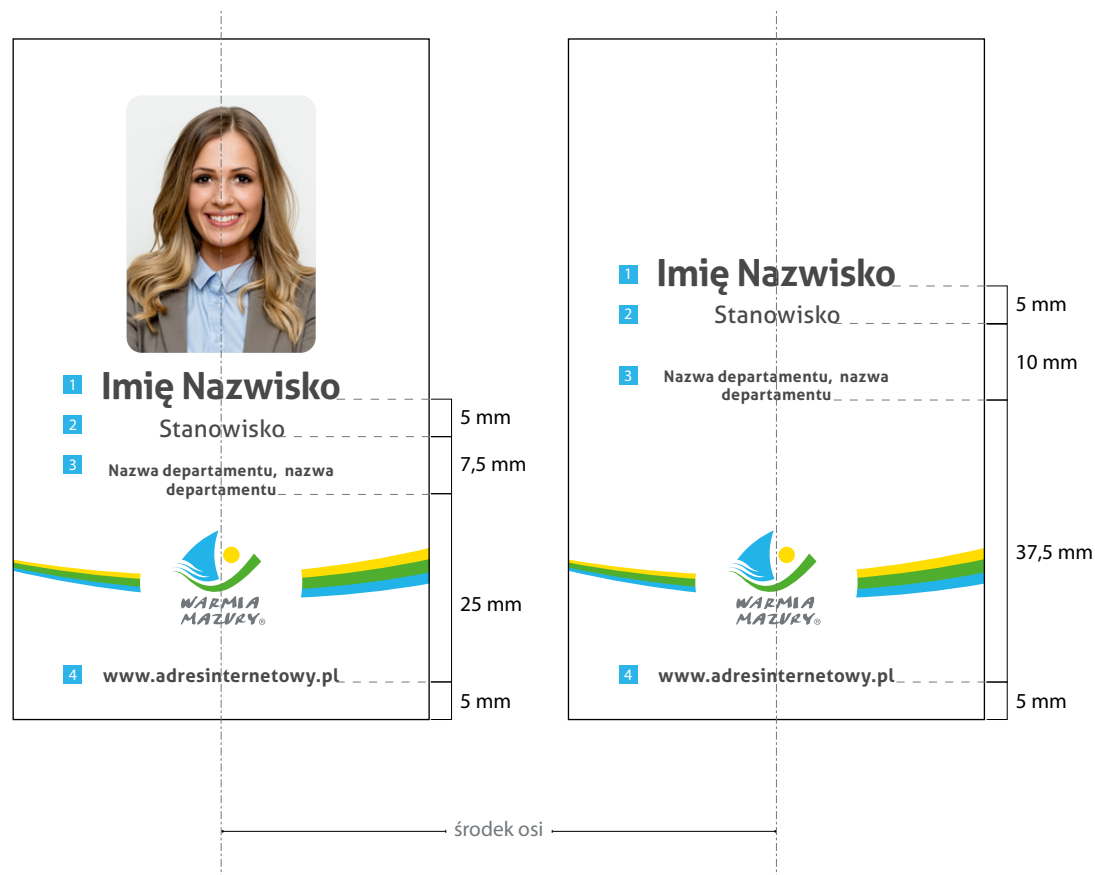 1 Imię Nazwisko
2 Stanowisko
3 Nazwa departamentu, nazwa
departamentu
5 mm
7,5 mm
25 mm
5 mm
WARMIA
MAZURY®
4 www.adresinternetowy.pl
1 Imię Nazwisko
2 Stanowisko
3 Nazwa departamentu, nazwa
departamentu
5 mm
10 mm
37,5 mm
5 mm
WARMIA
MAZURY®
4 www.adresinternetowy.pl
środek osi